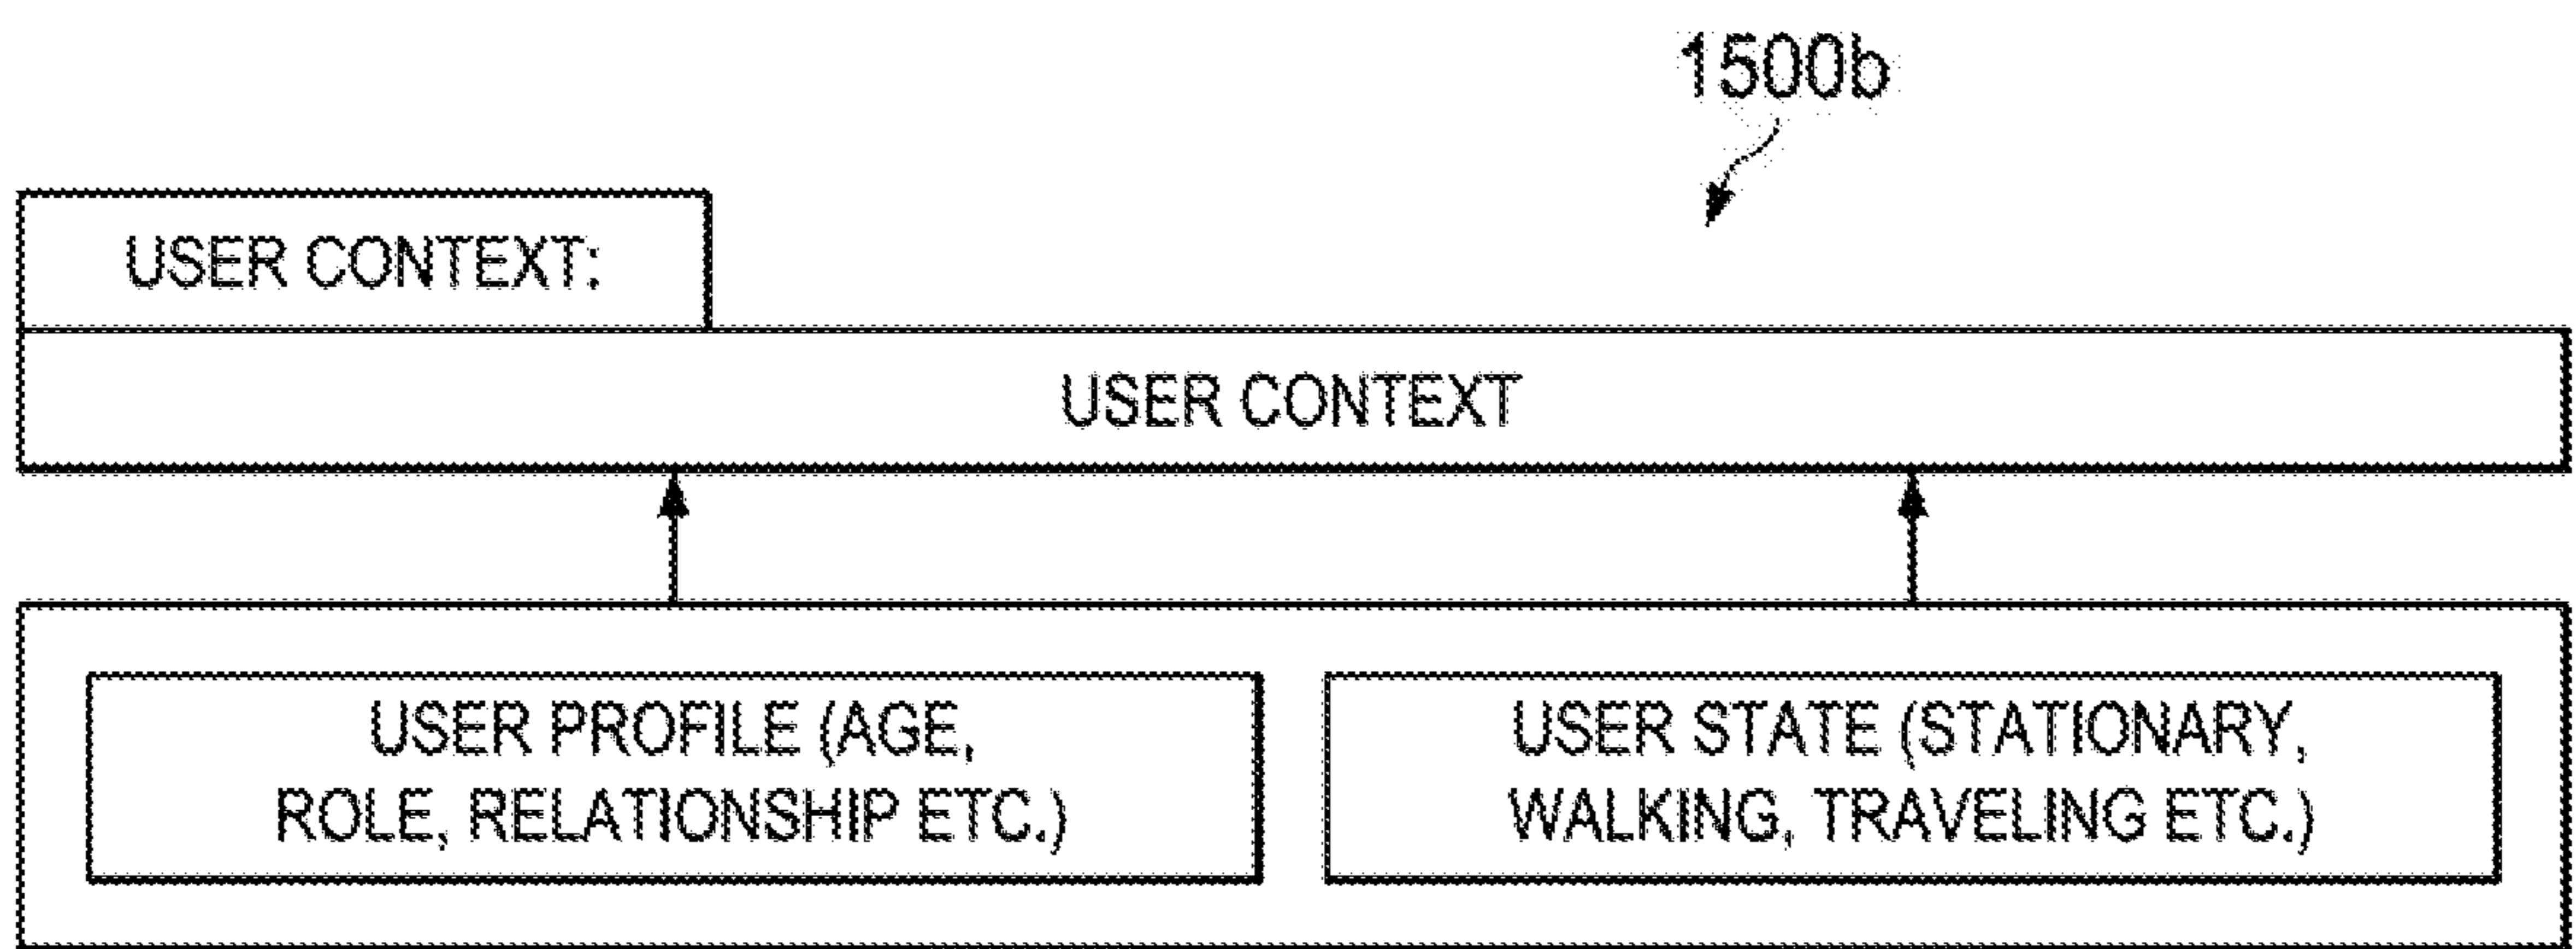 1500b
USER CONTEXT:
USER CONTEXT
USER PROFILE (AGE,
ROLE, RELATIONSHIP ETC.)
USER STATE (STATIONARY,
WALKING, TRAVELING ETC.)